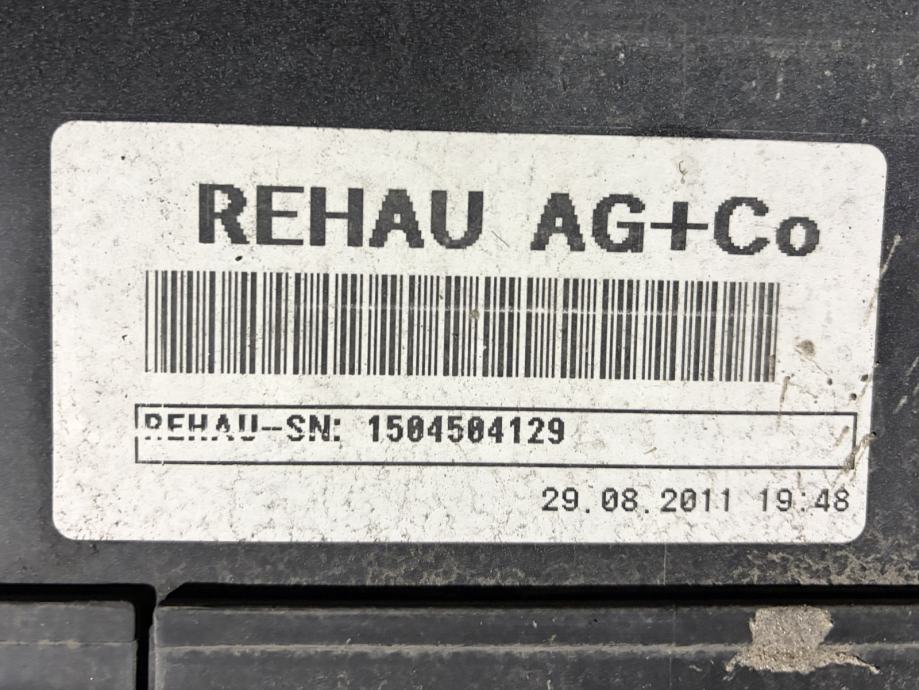 REHAU AG+Co
REHAU-SN: 1504504129
29.08.2011 19:48